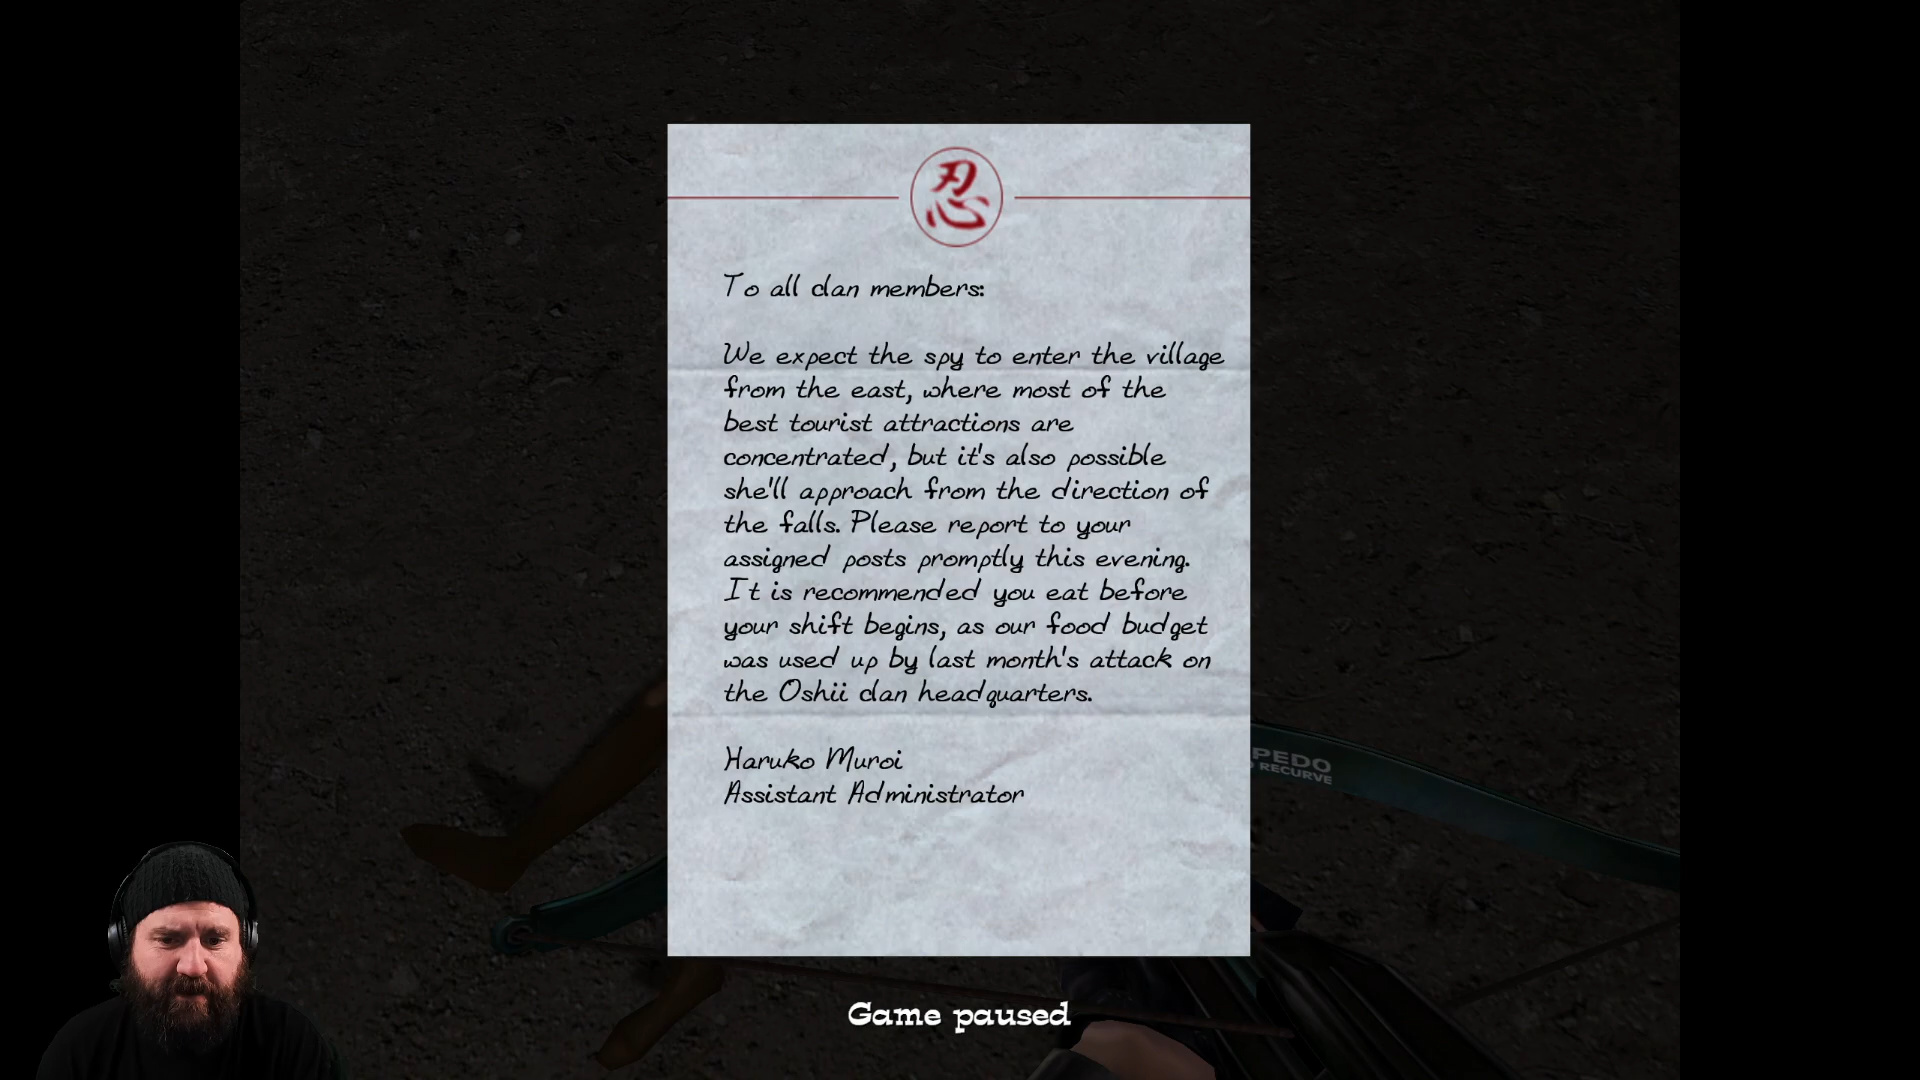 忍
To all clan members:
We expect the spy to enter the village
from the east, where most of the
best tourist attractions are
concentrated, but it's also possible
she'll approach from the direction of
the falls. Please report to your
assigned posts promptly this evening.
It is recommended you eat before
your shift begins, as our food budget
was used up by last month's attack on
the Oshii clan headquarters.
Haruko Muroi
Assistant Administrator
PEDO
RECURVE
Game paused